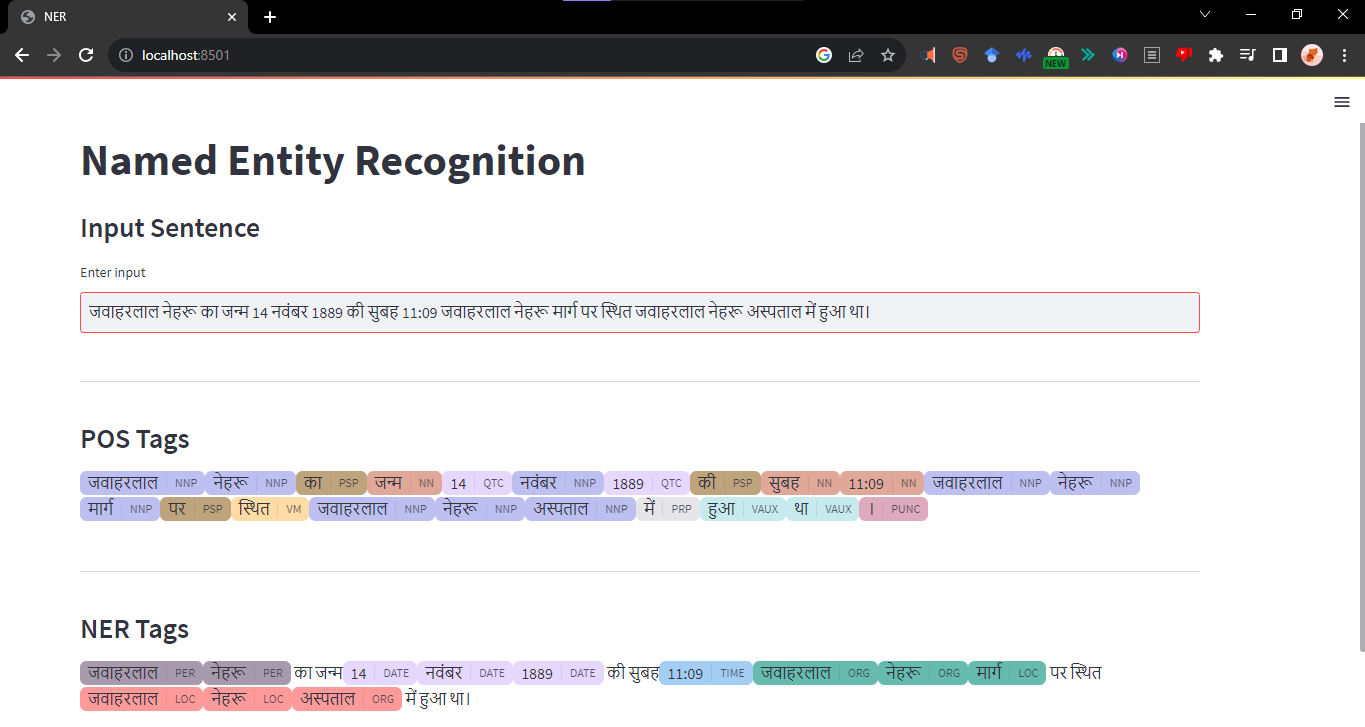 NER
localhost:8501
NEW
Named Entity Recognition
Input Sentence
Enter input
जवाहरलाल नेहरू का जन्म 14 नवंबर 1889 की सुबह 11:09 जवाहरलाल नेहरू मार्ग पर स्थित जवाहरलाल नेहरू अस्पताल में हुआ था।
POS Tags
जवाहरलाल NNP नेहरू NNP का PSP जन्म NN 14 QTC नवंबर NNP 1889 QTC की PSP सुबह NN 11:09 NN जवाहरलाल NNP नेहरू NNP
मार्ग NNP पर PSP स्थित VM जवाहरलाल NNP नेहरू NNP अस्पताल NNP में PRP हुआ VAUX था VAUX । PUNC
NER Tags
जवाहरलाल PER नेहरू PER का जन्म 14 DATE नवंबर DATE 1889 DATE की सुबह 11:09 TIME जवाहरलाल ORG नेहरू ORG मार्ग LOC पर स्थित
जवाहरलाल LOC नेहरू LOC अस्पताल ORG में हुआ था।